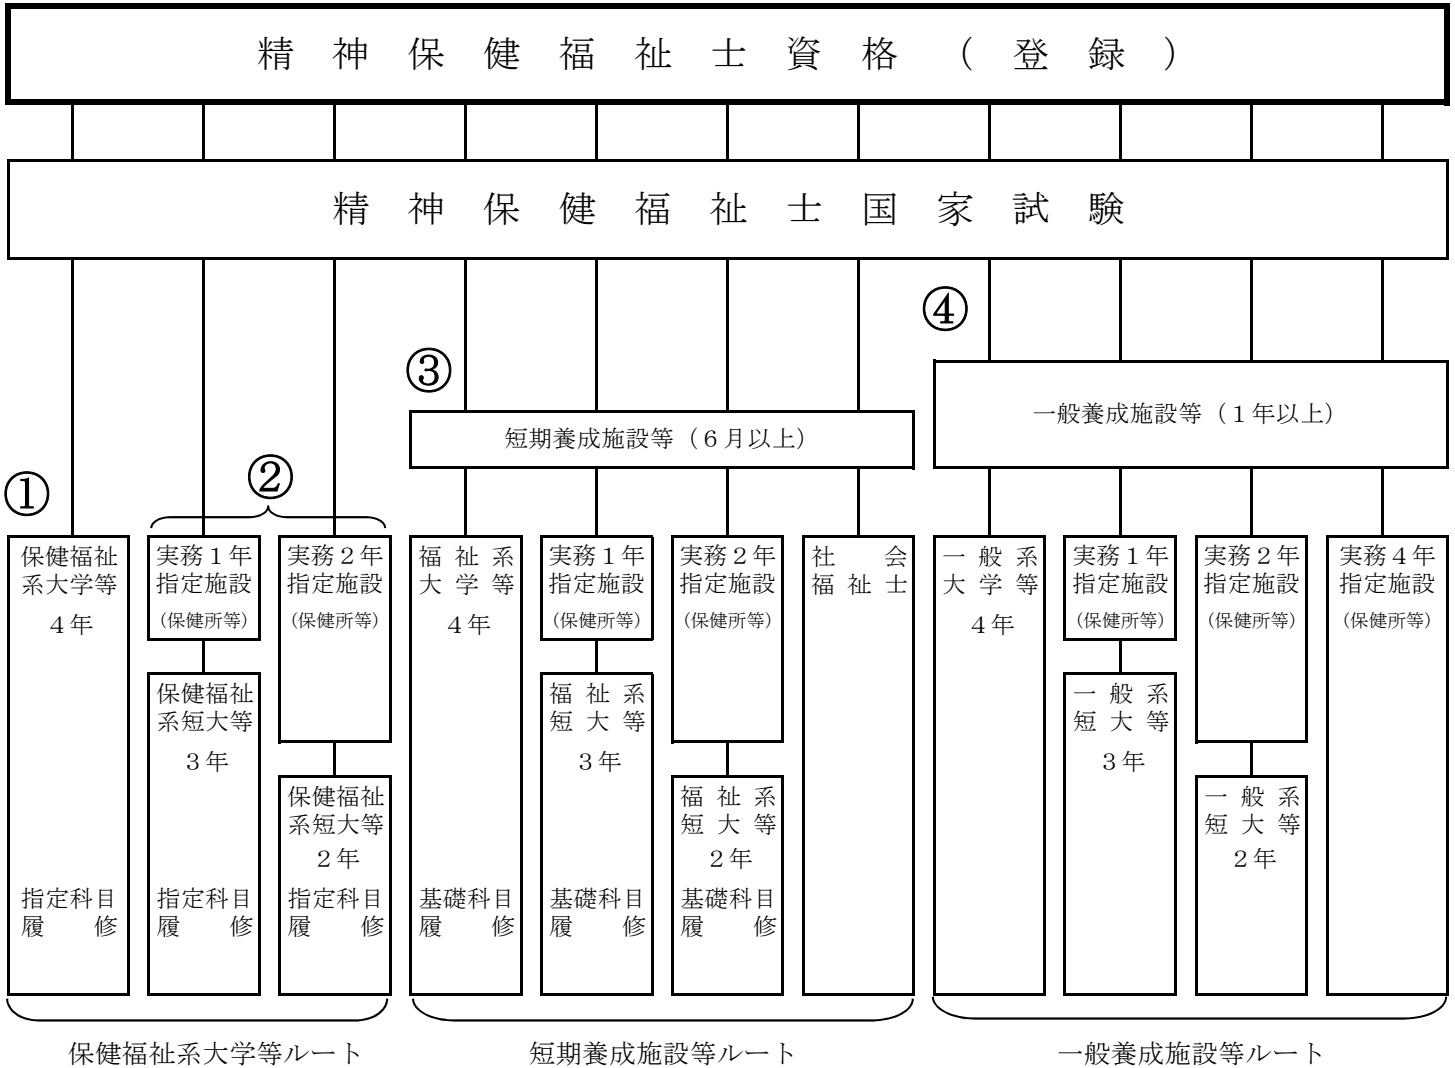 精神保健福祉士資格（登録）
精神保健福祉士国家試験
④
③
一般養成施設等（１年以上）
短期養成施設等（６月以上）
①
②
保健福祉
系大学等
４年
指定科目
履修
実務１年
指定施設
(保健所等)
保健福祉
系短大等
３年
指定科目
履修
実務２年
指定施設
(保健所等)
保健福祉
系短大等
２年
指定科目
履修
福祉系
大学等
４年
基礎科目
履修
実務１年
指定施設
(保健所等)
福祉系
短大等
３年
基礎科目
履修
実務２年
指定施設
(保健所等)
福祉系
短大等
２年
基礎科目
履修
社会
福祉士
一般系
大学等
４年
実務１年
指定施設
(保健所等)
一般系
短大等
３年
実務２年
指定施設
(保健所等)
一般系
短大等
２年
実務４年
指定施設
(保健所等)
保健福祉系大学等ルート
短期養成施設等ルート
一般養成施設等ルート